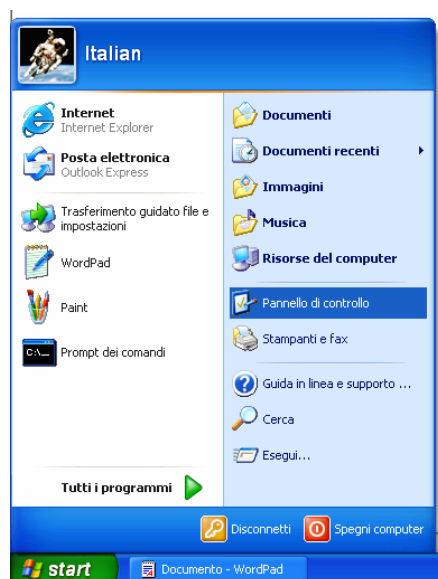 Italian
Internet
Internet Explorer
Posta elettronica
Outlook Express
Trasferimento guidato file e
impostazioni
WordPad
Paint
C:\_
Prompt dei comandi
Tutti i programmi
Documenti
Documenti recenti
Immagini
Musica
Risorse del computer
Pannello di controllo
Stampanti e fax
Guida in linea e supporto ...
Cerca
Esegui...
Disconnetti
Spegni computer
start
Documento - WordPad